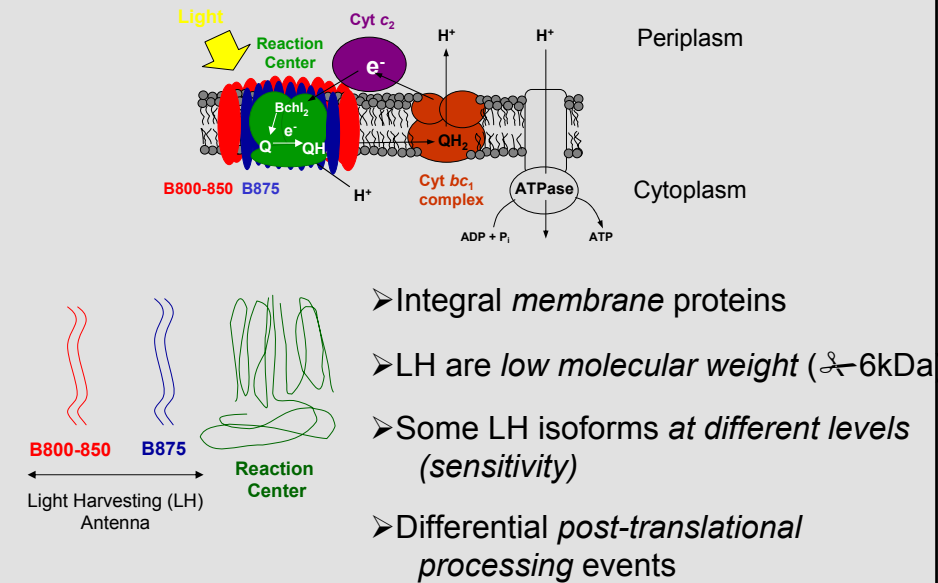 Light
Cyt c₂
H⁺
H⁺
Periplasm
Reaction
Center
e⁻
Bchl₂
e⁻
Q
QH
QH₂
B800-850 B875
H⁺
Cyt bc₁
complex
ATPase
Cytoplasm
ADP + Pᵢ
ATP
➢Integral membrane proteins
➢LH are low molecular weight (✃6kDa
➢Some LH isoforms at different levels
(sensitivity)
➢Differential post-translational
processing events
B800-850
B875
Reaction
Center
Light Harvesting (LH)
Antenna